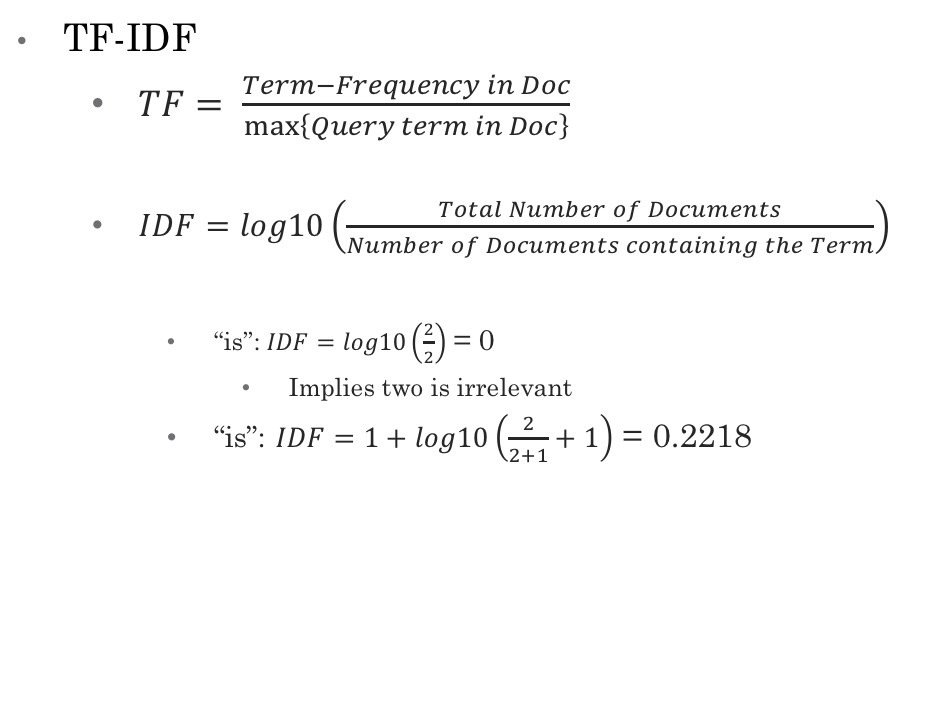 • TF-IDF
• TF = Term−Frequency in Doc / max{Query term in Doc}
• IDF = log10 (Total Number of Documents / Number of Documents containing the Term)
• “is”: IDF = log10 (2/2) = 0
• Implies two is irrelevant
• “is”: IDF = 1 + log10 (2/2+1 + 1) = 0.2218